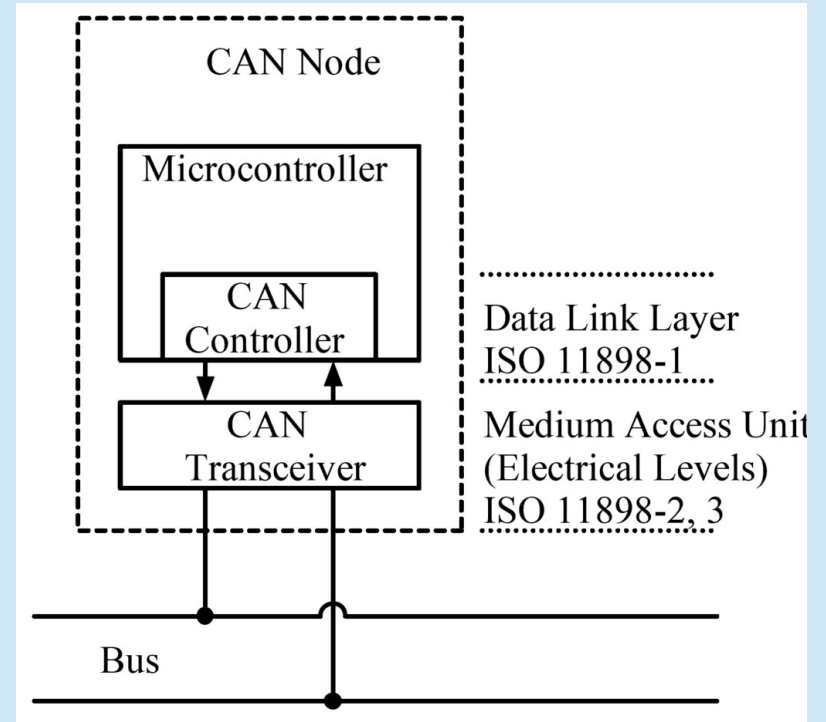 CAN Node
Microcontroller
CAN
Controller
Data Link Layer
ISO 11898-1
CAN
Transceiver
Medium Access Unit
(Electrical Levels)
ISO 11898-2, 3
Bus